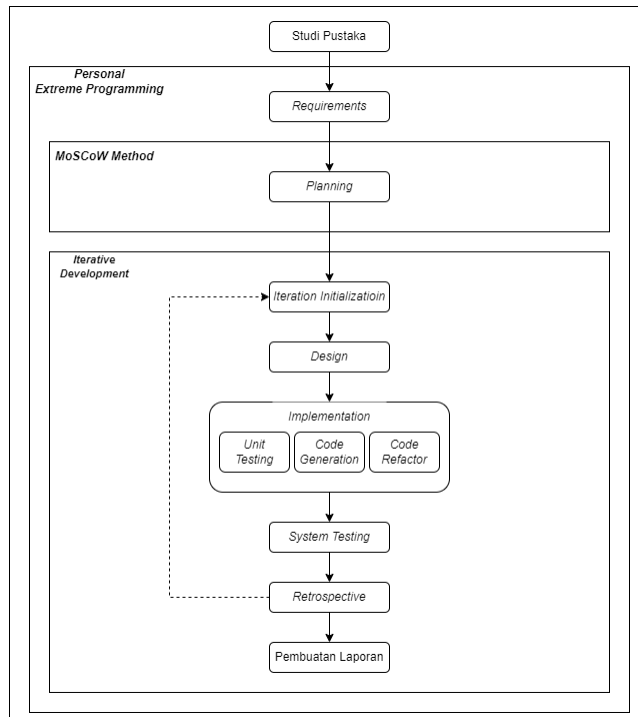 Studi Pustaka
Personal
Extreme Programming
Requirements
MoSCoW Method
Planning
Iterative
Development
Iteration Initializatioin
Design
Implementation
Unit
Testing
Code
Generation
Code
Refactor
System Testing
Retrospective
Pembuatan Laporan